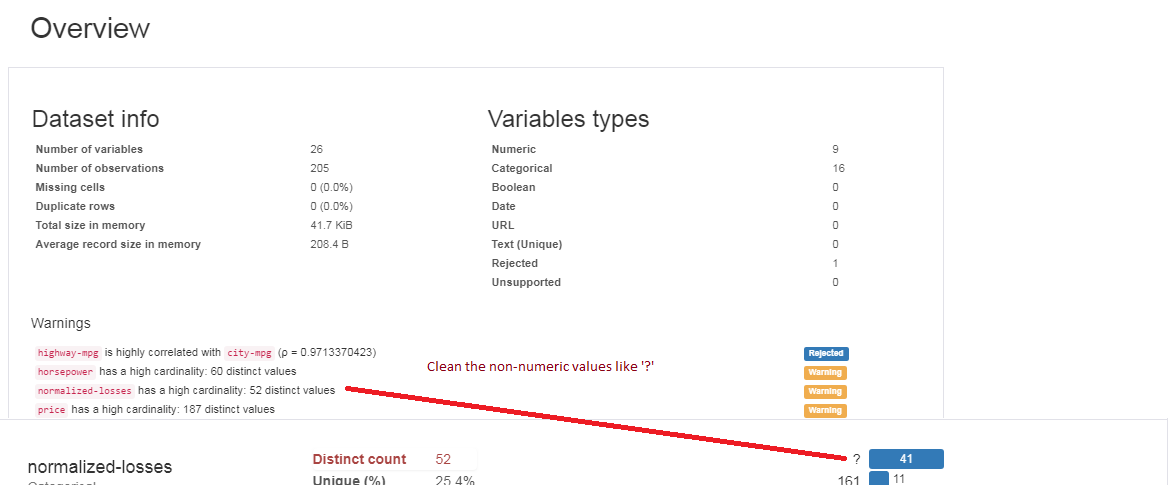 Overview
Dataset info
Variables types
Number of variables 26
Numeric 9
Number of observations 205
Categorical 16
Missing cells 0 (0.0%)
Boolean 0
Duplicate rows 0 (0.0%)
Date 0
Total size in memory 41.7 KiB
URL 0
Average record size in memory 208.4 B
Text (Unique) 0
Rejected 1
Unsupported 0
Warnings
highway-mpg is highly correlated with city-mpg (ρ = 0.9713370423) Rejected
horsepower has a high cardinality: 60 distinct values Warning
Clean the non-numeric values like '?'
normalized-losses has a high cardinality: 52 distinct values Warning
price has a high cardinality: 187 distinct values Warning
normalized-losses
Distinct count 52
? 41
Unique (%) 25.4%
161 11
Categorical